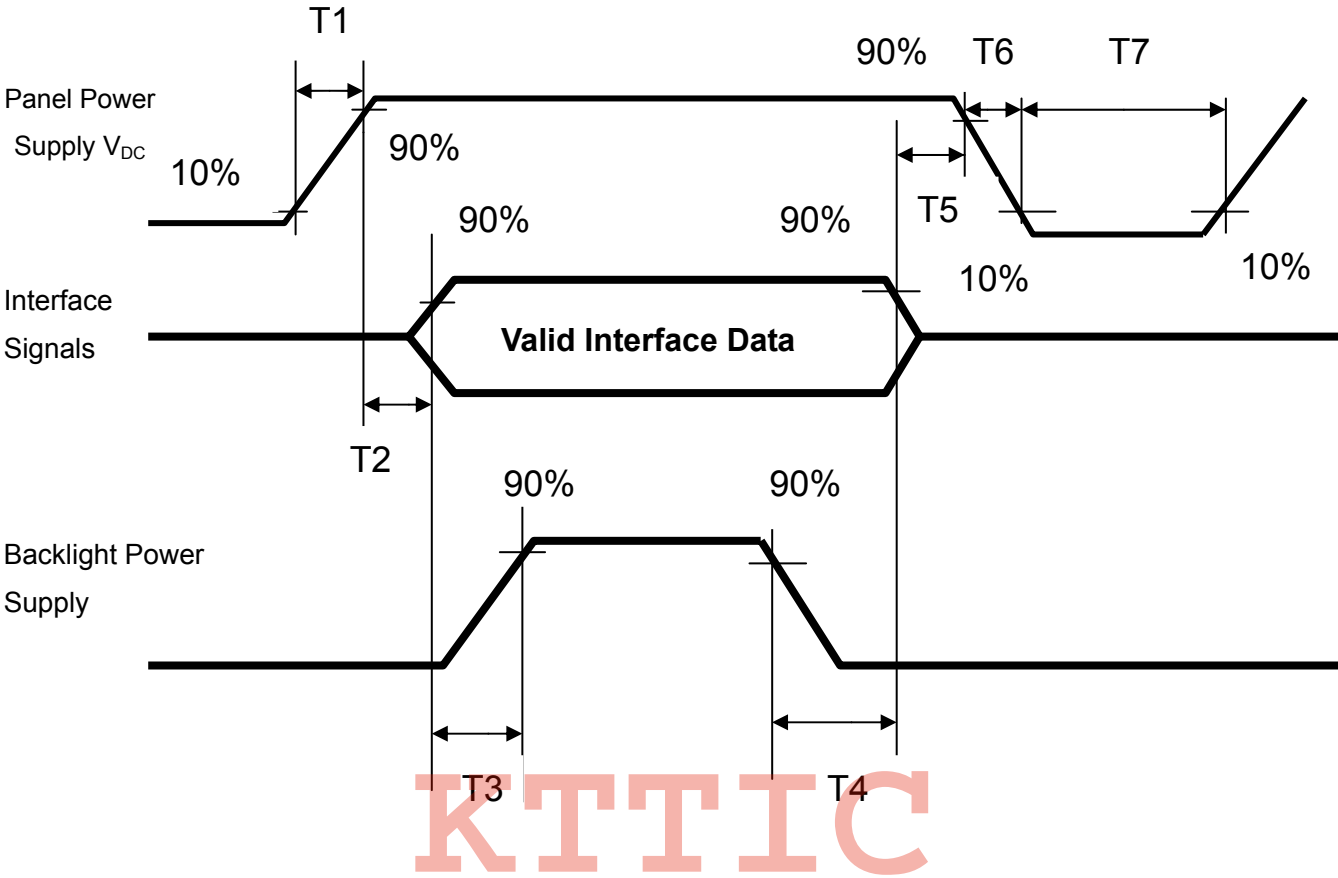 T1
90%
T6
T7
Panel Power
Supply VDC
90%
10%
T5
90%
90%
10%
10%
Interface
Signals
Valid Interface Data
T2
90%
90%
Backlight Power
Supply
T3
T4
KTTIC